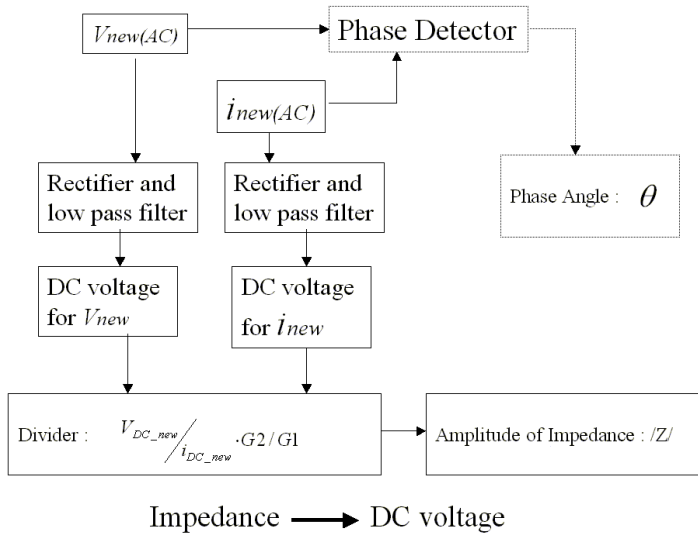 Vnew(AC)
Phase Detector
inew(AC)
Rectifier and
low pass filter
Rectifier and
low pass filter
Phase Angle : θ
DC voltage
for Vnew
DC voltage
for inew
Divider : VDC_new/iDC_new·G2/G1
Amplitude of Impedance : /Z/
Impedance DC voltage